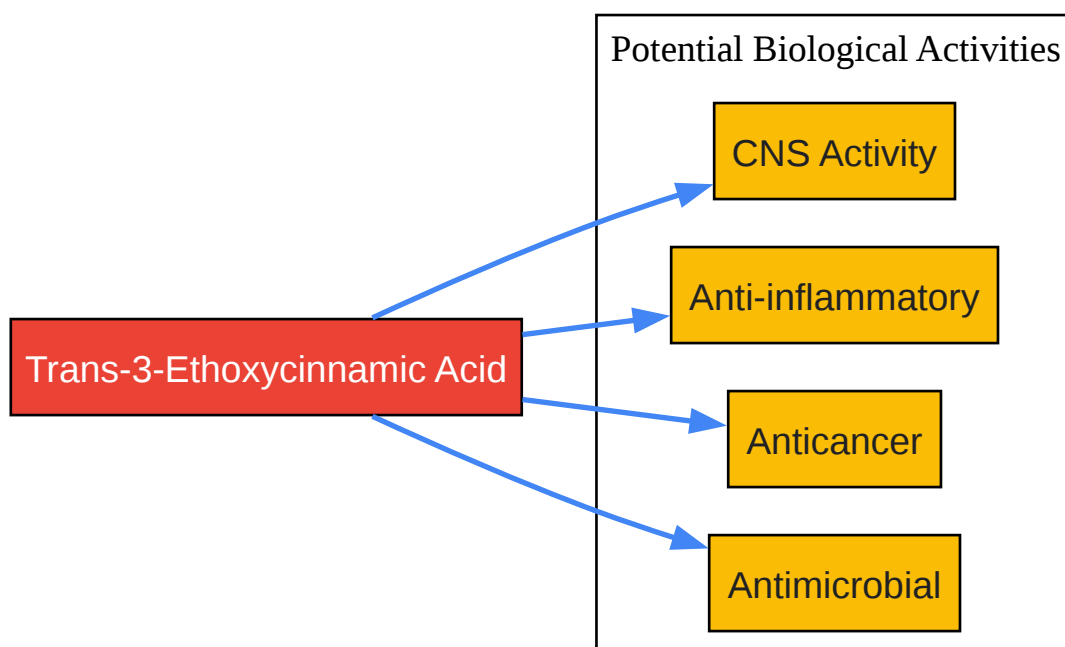 Potential Biological Activities
CNS Activity
Anti-inflammatory
Trans-3-Ethoxycinnamic Acid
Anticancer
Antimicrobial